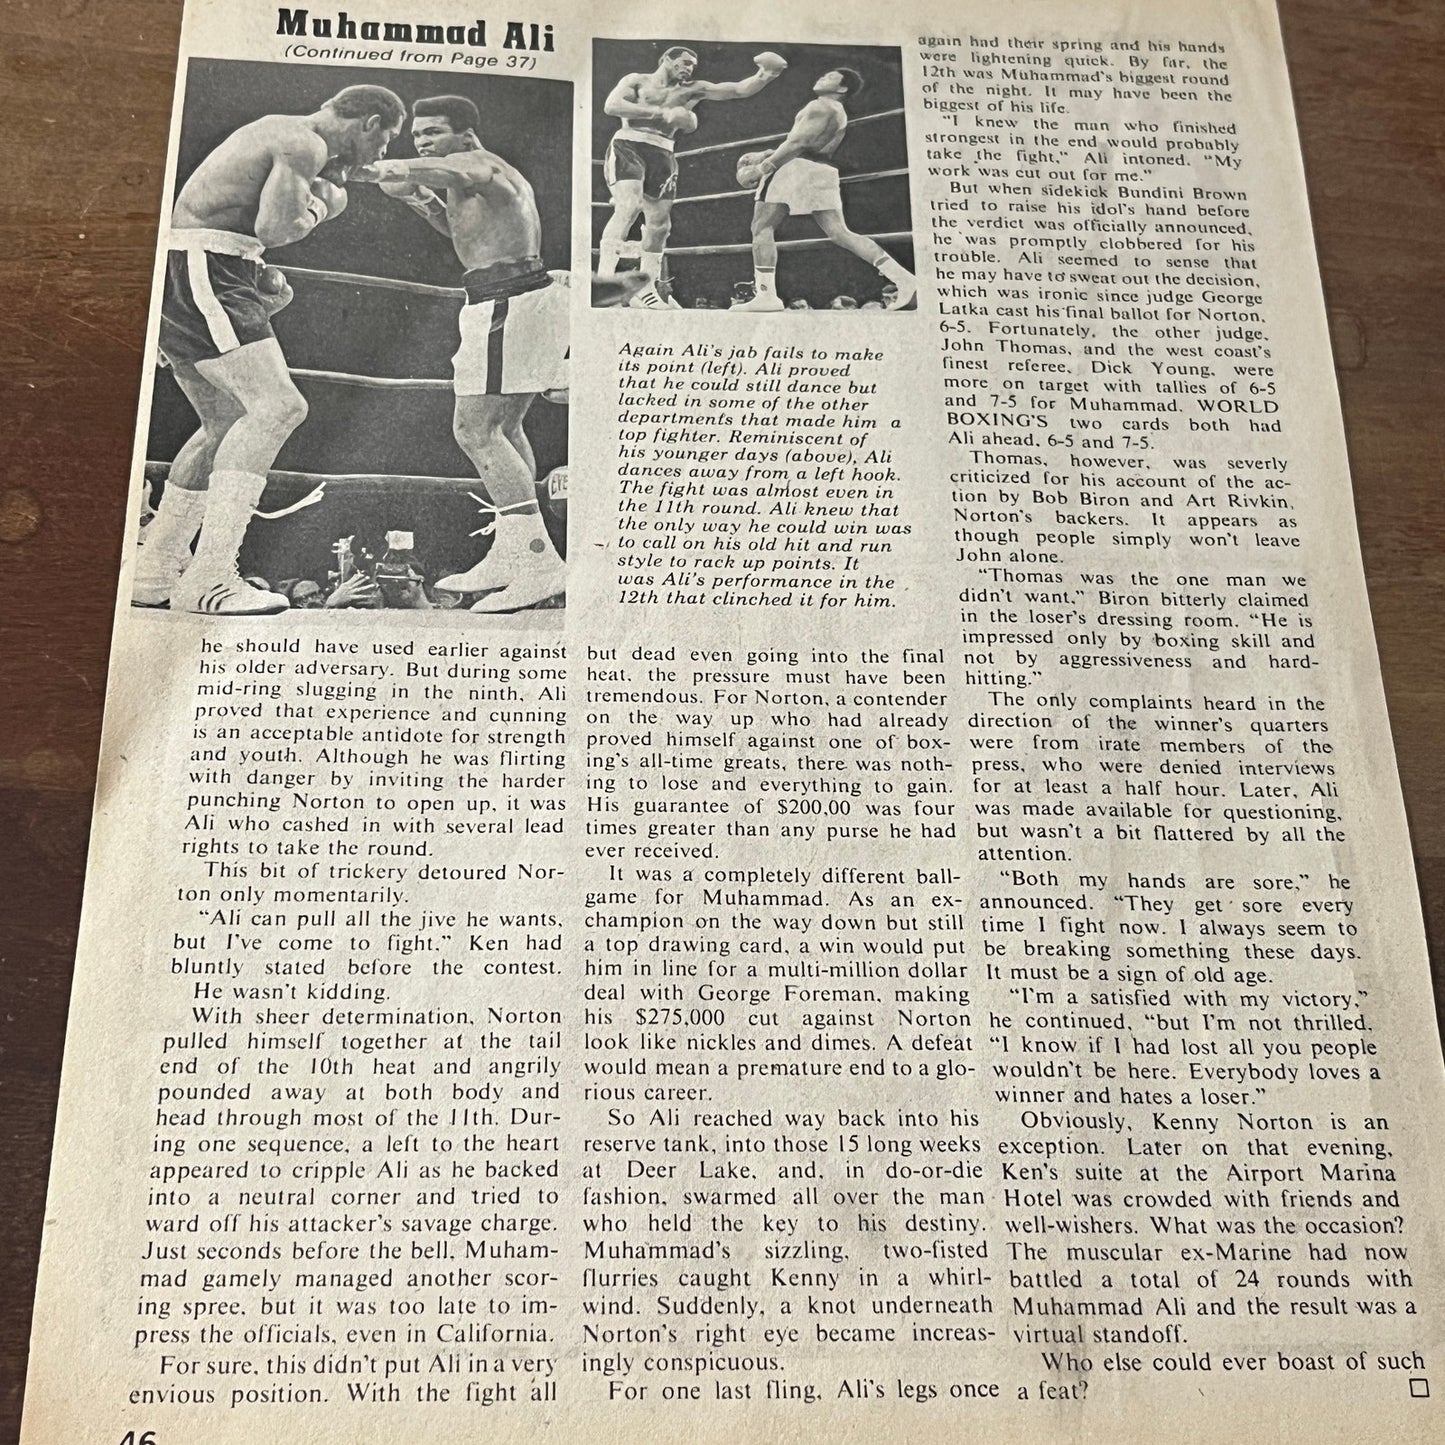 Muhammad Ali
(Continued from Page 37)
EVE
Again Ali's jab fails to make
its point (left). Ali proved
that he could still dance but
lacked in some of the other
departments that made him a
top fighter. Reminiscent of
his younger days (above), Ali
dances away from a left hook.
The fight was almost even in
the 11th round. Ali knew that
the only way he could win was
to call on his old hit and run
style to rack up points. It
was Ali's performance in the
12th that clinched it for him.
he should have used earlier against
his older adversary. But during some
mid-ring slugging in the ninth, Ali
proved that experience and cunning
is an acceptable antidote for strength
and youth. Although he was flirting
with danger by inviting the harder
punching Norton to open up, it was
Ali who cashed in with several lead
rights to take the round.
This bit of trickery detoured Nor-
ton only momentarily.
"Ali can pull all the jive he wants,
but I've come to fight." Ken had
bluntly stated before the contest.
He wasn't kidding.
With sheer determination, Norton
pulled himself together at the tail
end of the 10th heat and angrily
pounded away at both body and
head through most of the 11th. Dur-
ing one sequence, a left to the heart
appeared to cripple Ali as he backed
into a neutral corner and tried to
ward off his attacker's savage charge.
Just seconds before the bell, Muham-
mad gamely managed another scor-
ing spree, but it was too late to im-
press the officials, even in California.
For sure, this didn't put Ali in a very
envious position. With the fight all
but dead even going into the final
heat, the pressure must have been
tremendous. For Norton, a contender
on the way up who had already
proved himself against one of box-
ing's all-time greats, there was noth-
ing to lose and everything to gain.
His guarantee of $200,00 was four
times greater than any purse he had
ever received.
It was a completely different ball-
game for Muhammad. As an ex-
champion on the way down but still
a top drawing card, a win would put
him in line for a multi-million dollar
deal with George Foreman, making
his $275,000 cut against Norton
look like nickles and dimes. A defeat
would mean a premature end to a glo-
rious career.
So Ali reached way back into his
reserve tank, into those 15 long weeks
at Deer Lake, and, in do-or-die
fashion, swarmed all over the man
who held the key to his destiny.
Muhammad's sizzling, two-fisted
flurries caught Kenny in a whirl-
wind. Suddenly, a knot underneath
Norton's right eye became increas-
ingly conspicuous.
For one last fling, Ali's legs once
again had their spring and his hands
were lightening quick. By far, the
12th was Muhammad's biggest round
of the night. It may have been the
biggest of his life.
"I knew the man who finished
strongest in the end would probably
take the fight," Ali intoned. "My
work was cut out for me."
But when sidekick Bundini Brown
tried to raise his idol's hand before
the verdict was officially announced,
he was promptly clobbered for his
trouble. Ali seemed to sense that
he may have to sweat out the decision,
which was ironic since judge George
Latka cast his final ballot for Norton,
6-5. Fortunately, the other judge,
John Thomas, and the west coast's
finest referee, Dick Young, were
more on target with tallies of 6-5
and 7-5 for Muhammad. WORLD
BOXING'S two cards both had
Ali ahead, 6-5 and 7-5.
Thomas, however, was severly
criticized for his account of the ac-
tion by Bob Biron and Art Rivkin,
Norton's backers. It appears as
though people simply won't leave
John alone.
"Thomas was the one man we
didn't want," Biron bitterly claimed
in the loser's dressing room. "He is
impressed only by boxing skill and
not by aggressiveness and hard-
hitting."
The only complaints heard in the
direction of the winner's quarters
were from irate members of the
press, who were denied interviews
for at least a half hour. Later, Ali
was made available for questioning,
but wasn't a bit flattered by all the
attention.
"Both my hands are sore," he
announced. "They get sore every
time I fight now. I always seem to
be breaking something these days.
It must be a sign of old age.
"I'm a satisfied with my victory,"
he continued, "but I'm not thrilled.
"I know if I had lost all you people
wouldn't be here. Everybody loves a
winner and hates a loser."
Obviously, Kenny Norton is an
exception. Later on that evening,
Ken's suite at the Airport Marina
Hotel was crowded with friends and
well-wishers. What was the occasion?
The muscular ex-Marine had now
battled a total of 24 rounds with
Muhammad Ali and the result was a
virtual standoff.
Who else could ever boast of such
a feat? □
46